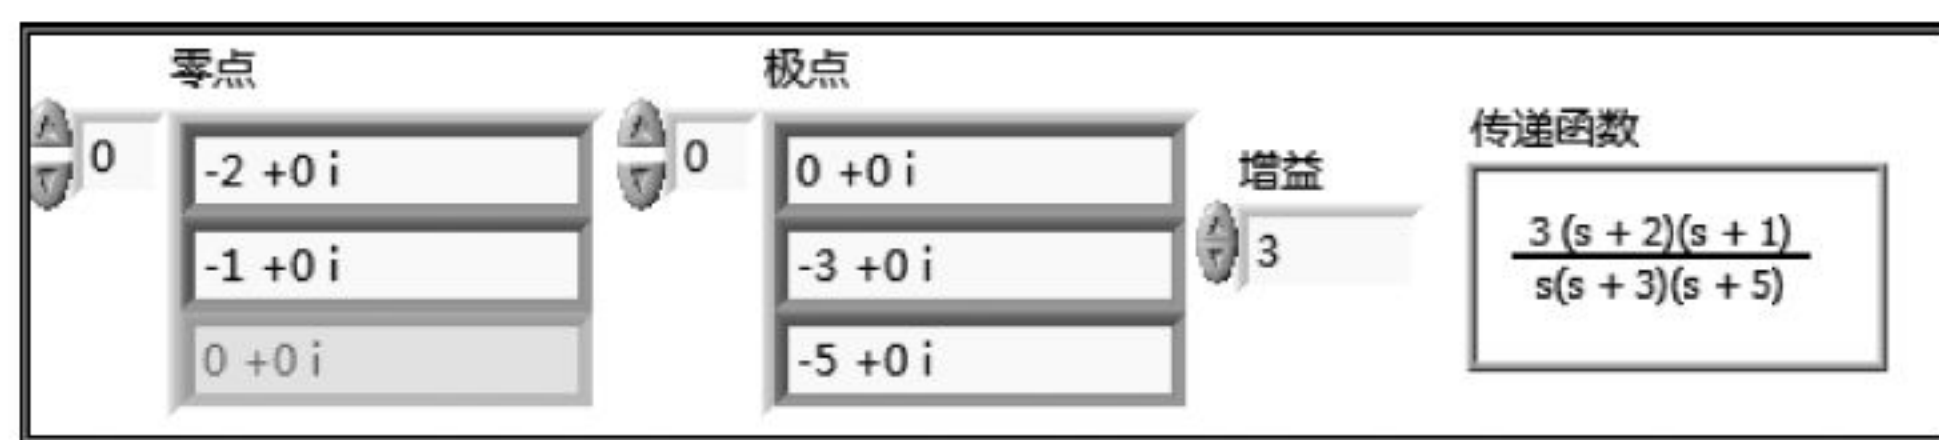 零点
0
-2 +0 i
-1 +0 i
0 +0 i
极点
0
0 +0 i
-3 +0 i
-5 +0 i
增益
3
传递函数
3 (s + 2)(s + 1)
s(s + 3)(s + 5)